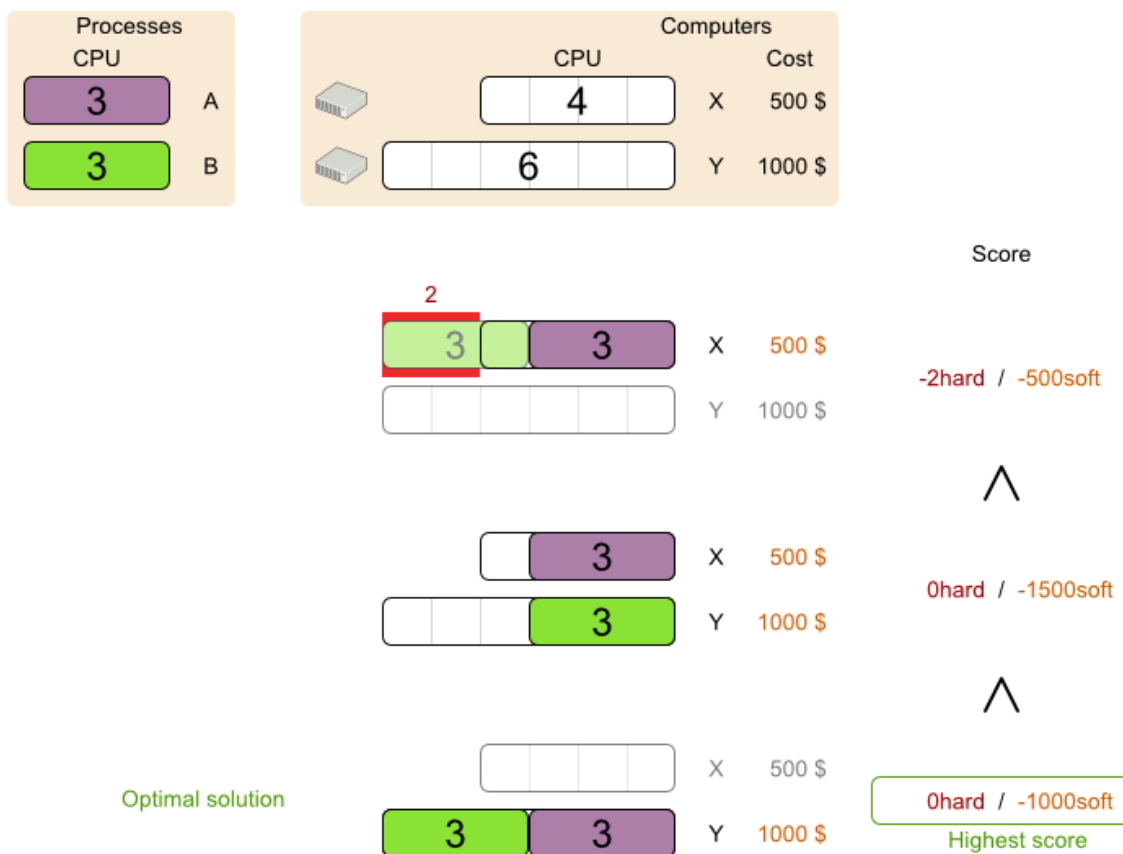 Processes
CPU
3 A
3 B
Computers
CPU Cost
4 X 500 $
6 Y 1000 $
Score
2
3 3 X 500 $
Y 1000 $
-2hard / -500soft
3 X 500 $
3 Y 1000 $
0hard / -1500soft
X 500 $
Optimal solution
3 3 Y 1000 $
0hard / -1000soft
Highest score